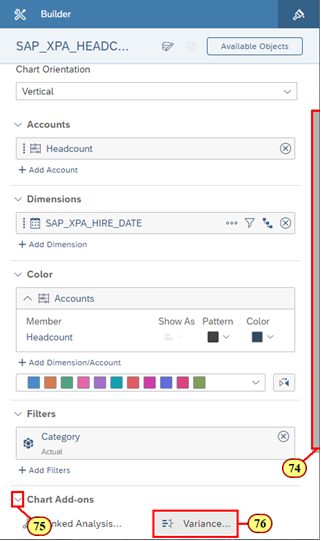 Builder
SAP_XPA_HEADC...
Available Objects
Chart Orientation
Vertical
Accounts
Headcount
+ Add Account
Dimensions
SAP_XPA_HIRE_DATE
+ Add Dimension
Color
Accounts
Member Show As Pattern Color
Headcount
+ Add Dimension/Account
Filters
Category
Actual
+ Add Filters
74
Chart Add-ons
75
Analysis...
Variance...
76